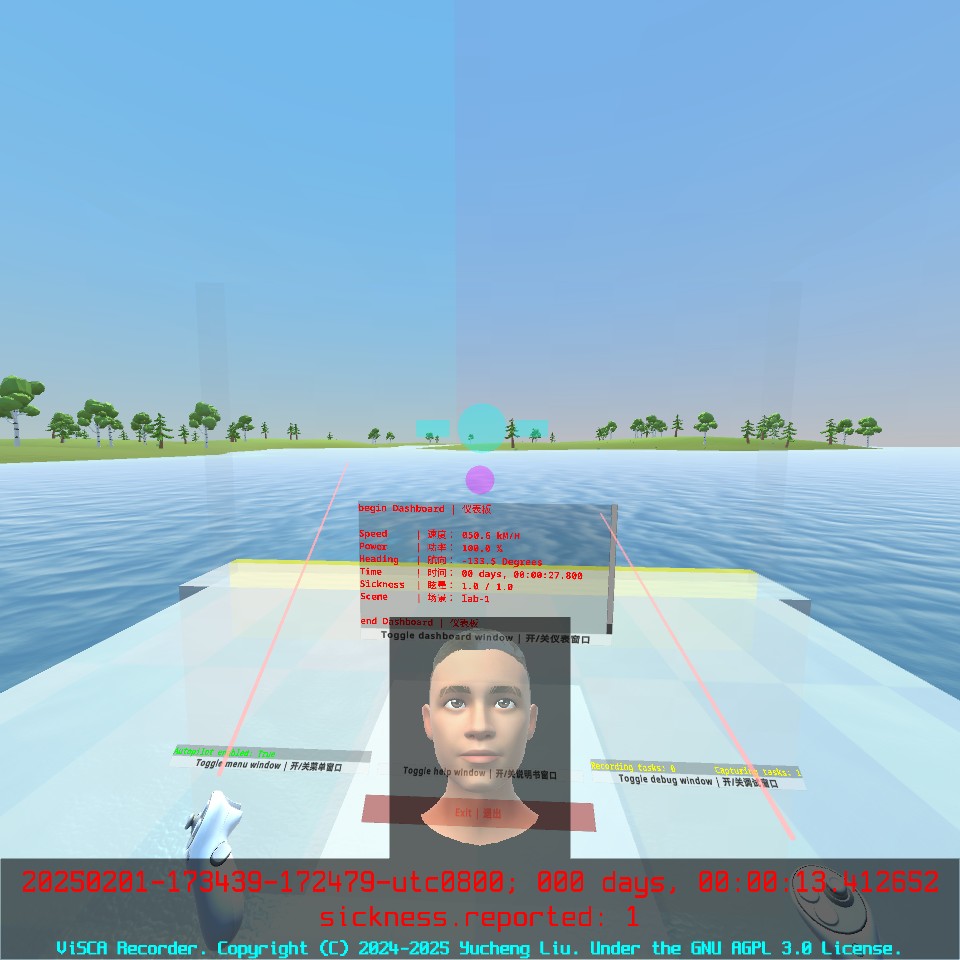 begin Dashboard | 仪表板
Speed | 速度: 050.6 kM/H
Power | 功率: 100.0 %
Heading | 航向: -133.5 Degrees
Time | 时间: 00 days, 00:00:27.800
Sickness | 眩晕: 1.0 / 1.0
Scene | 场景: lab-1
end Dashboard | 仪表板
Toggle dashboard window | 开/关仪表窗口
Autopilot enabled: True
Toggle menu window | 开/关菜单窗口
Toggle help window | 开/关说明书窗口
Recording tasks: 0 Capturing tasks: 1
Toggle debug window | 开/关调试窗口
Exit | 退出
20250201-173439-172479-utc0800; 000 days, 00:00:13.412652
sickness.reported: 1
ViSCA Recorder. Copyright (C) 2024-2025 Yucheng Liu. Under the GNU AGPL 3.0 License.